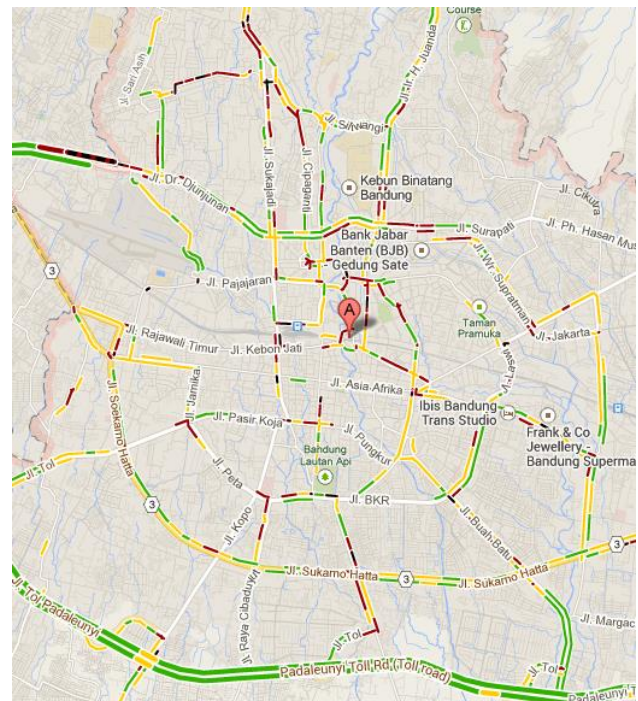 Course
Jl. Sari Asih
Jl. Ir. H. Juanda
Jl. Siliwangi
Jl. Sukajadi
Jl. Cipaganti
Jl. Dr. Djunjunan
Kebun Binatang
Bandung
Jl. Cikutra
Jl. Surapati
Jl. Ph. Hasan Mus
Bank Jabar
Banten (BJB)
- Gedung Sate
3
Jl. Pajajaran
Jl. Wr. Supratman
Taman
Pramuka
A
Jl. Rajawali Timur
Jl. Kebon Jati
Jl. Jakarta
Jl. Jamika
Jl. Asia Afrika
Jl. Soekarno Hatta
Ibis Bandung
Trans Studio
Jl. Pasir Koja
Frank & Co
Jewellery -
Bandung Superma
Jl. Pungkur
Bandung
Lautan Api
Jl. Tol
Jl. Peta
Jl. BKR
3
Jl. Kopo
Jl. Buah Batu
3
Jl. Sukarno Hatta
3
Jl. Sukarno Hatta
Jl. Tol Padaleunyi
Jl. Raya Cibaduyut
Jl. Margac
Jl. Tol
Padaleunyi Toll Rd (Toll road)
Jl. Tol
Padaleunyi T